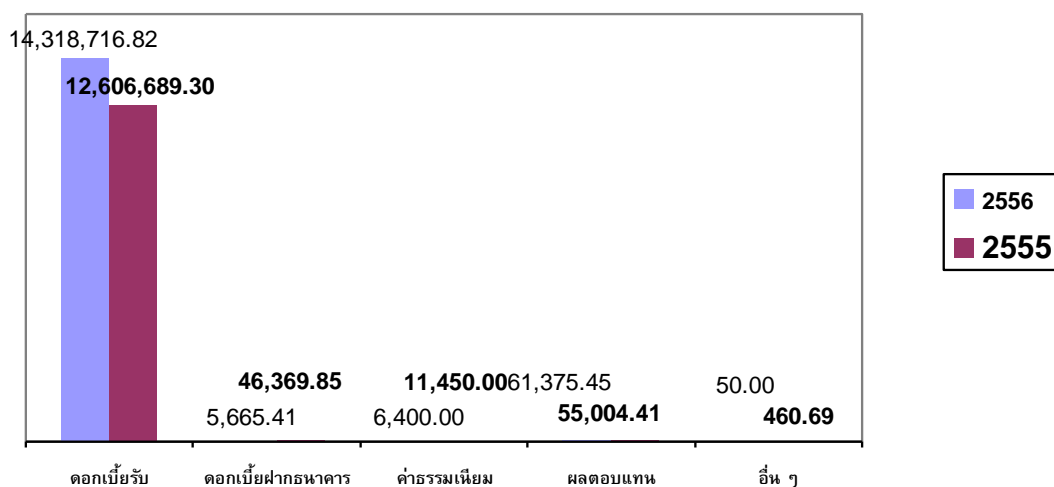 14,318,716.82
12,606,689.30
2556
2555
46,369.85 11,450.00 61,375.45 50.00
5,665.41 6,400.00 55,004.41 460.69
ดอกเบี้ยรับ ดอกเบี้ยฝากธนาคาร ค่าธรรมเนียม ผลตอบแทน อื่น ๆ